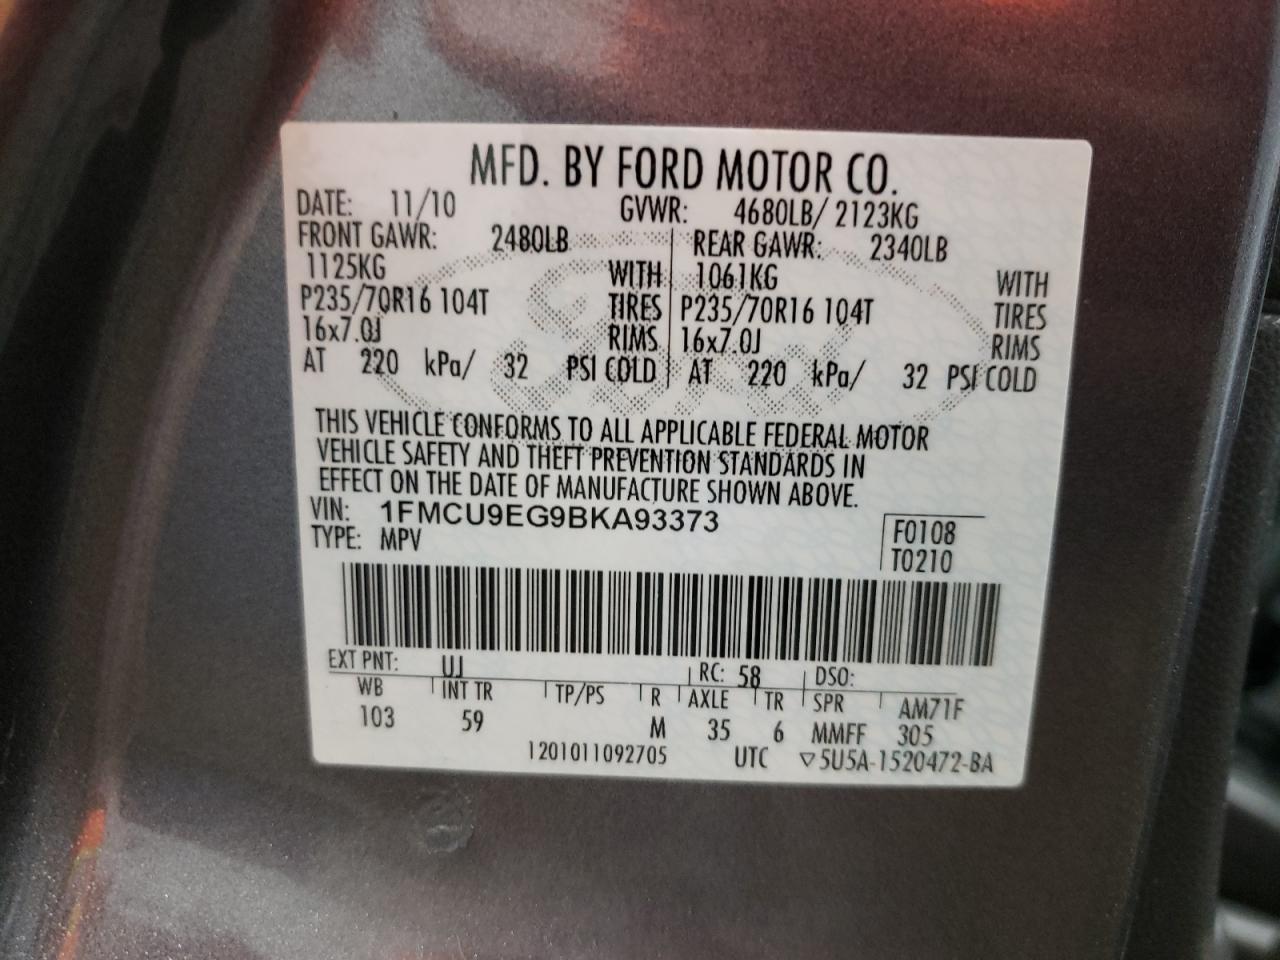 MFD. BY FORD MOTOR CO.
DATE: 11/10 GVWR: 4680LB/ 2123KG
FRONT GAWR: 2480LB REAR GAWR: 2340LB
1125KG WITH 1061KG WITH
P235/70R16 104T TIRES P235/70R16 104T TIRES
16x7.0J RIMS 16x7.0J RIMS
AT 220 kPa/ 32 PSI COLD AT 220 kPa/ 32 PSI COLD
THIS VEHICLE CONFORMS TO ALL APPLICABLE FEDERAL MOTOR
VEHICLE SAFETY AND THEFT PREVENTION STANDARDS IN
EFFECT ON THE DATE OF MANUFACTURE SHOWN ABOVE.
VIN: 1FMCU9EG9BKA93373
TYPE: MPV
F0108
T0210
EXT PNT: UJ RC: 58 DSO:
WB INT TR TP/PS R AXLE TR SPR AM71F
103 59 M 35 6 MMFF 305
1201011092705 UTC ▽5U5A-1520472-BA